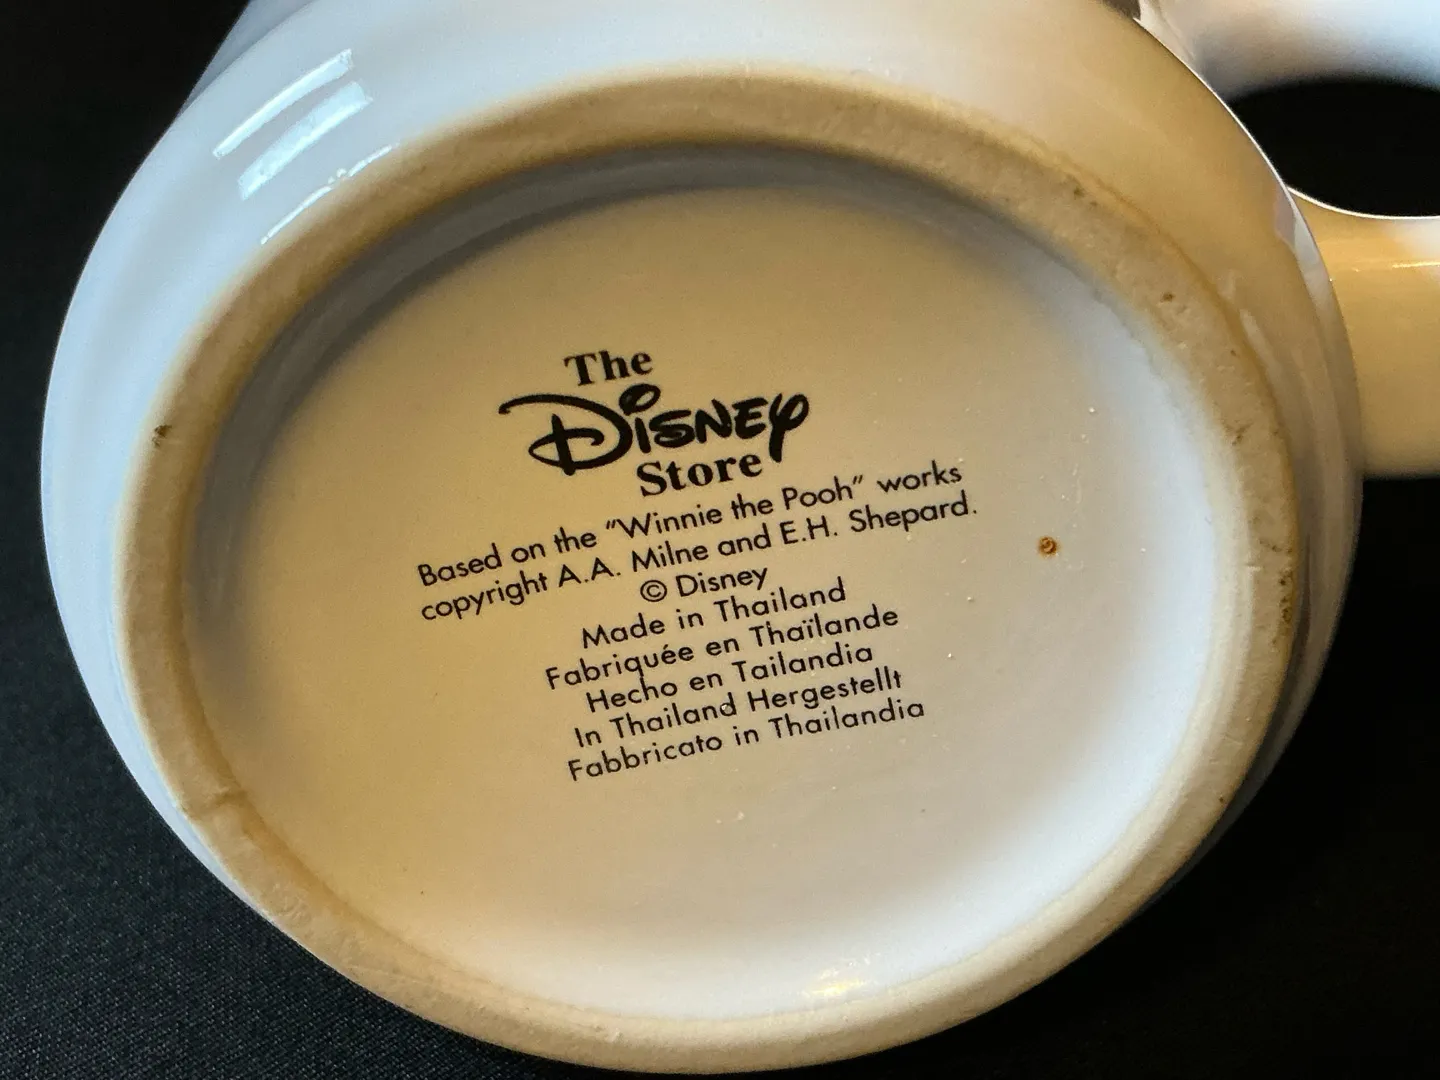 The
Disney
Store
Based on the "Winnie the Pooh" works
copyright A.A. Milne and E.H. Shepard.
© Disney
Made in Thailand
Fabriquée en Thaïlande
Hecho en Tailandia
In Thailand Hergestellt
Fabbricato in Thailandia